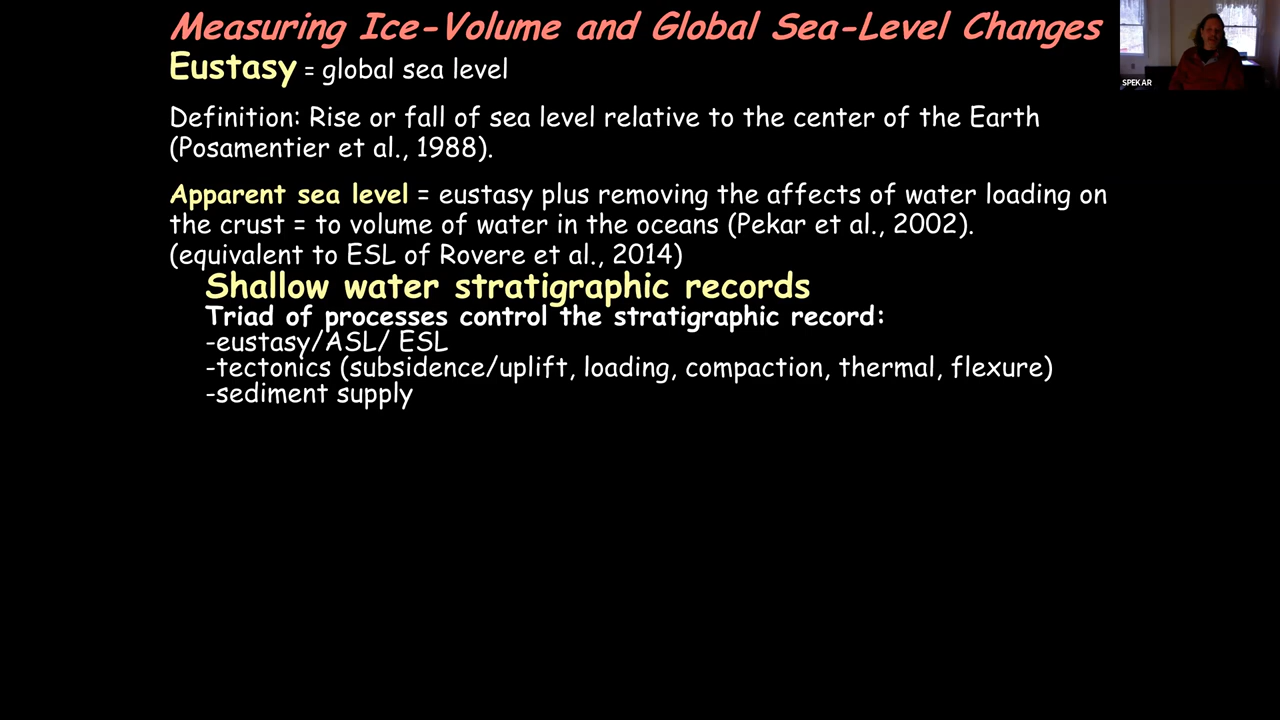 Measuring Ice-Volume and Global Sea-Level Changes
Eustasy = global sea level
Definition: Rise or fall of sea level relative to the center of the Earth
(Posamentier et al., 1988).
Apparent sea level = eustasy plus removing the affects of water loading on
the crust = to volume of water in the oceans (Pekar et al., 2002).
(equivalent to ESL of Rovere et al., 2014)
Shallow water stratigraphic records
Triad of processes control the stratigraphic record:
-eustasy/ASL/ ESL
-tectonics (subsidence/uplift, loading, compaction, thermal, flexure)
-sediment supply
SPEKAR